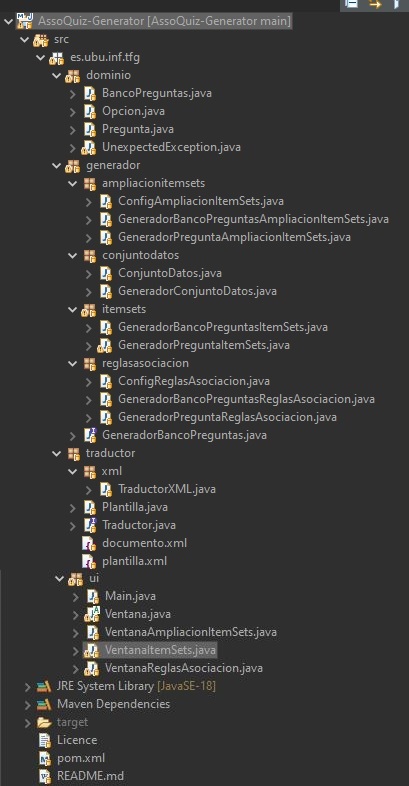 AssoQuiz-Generator [AssoQuiz-Generator main]
src
es.ubu.inf.tfg
dominio
BancoPreguntas.java
Opcion.java
Pregunta.java
UnexpectedException.java
generador
ampliacionitemsets
ConfigAmpliacionItemSets.java
GeneradorBancoPreguntasAmpliacionItemSets.java
GeneradorPreguntaAmpliacionItemSets.java
conjuntodatos
ConjuntoDatos.java
GeneradorConjuntoDatos.java
itemsets
GeneradorBancoPreguntasItemSets.java
GeneradorPreguntaItemSets.java
reglasasociacion
ConfigReglasAsociacion.java
GeneradorBancoPreguntasReglasAsociacion.java
GeneradorPreguntaReglasAsociacion.java
GeneradorBancoPreguntas.java
traductor
xml
TraductorXML.java
Plantilla.java
Traductor.java
documento.xml
plantilla.xml
ui
Main.java
Ventana.java
VentanaAmpliacionItemSets.java
VentanaItemSets.java
VentanaReglasAsociacion.java
JRE System Library [JavaSE-18]
Maven Dependencies
target
Licence
pom.xml
README.md